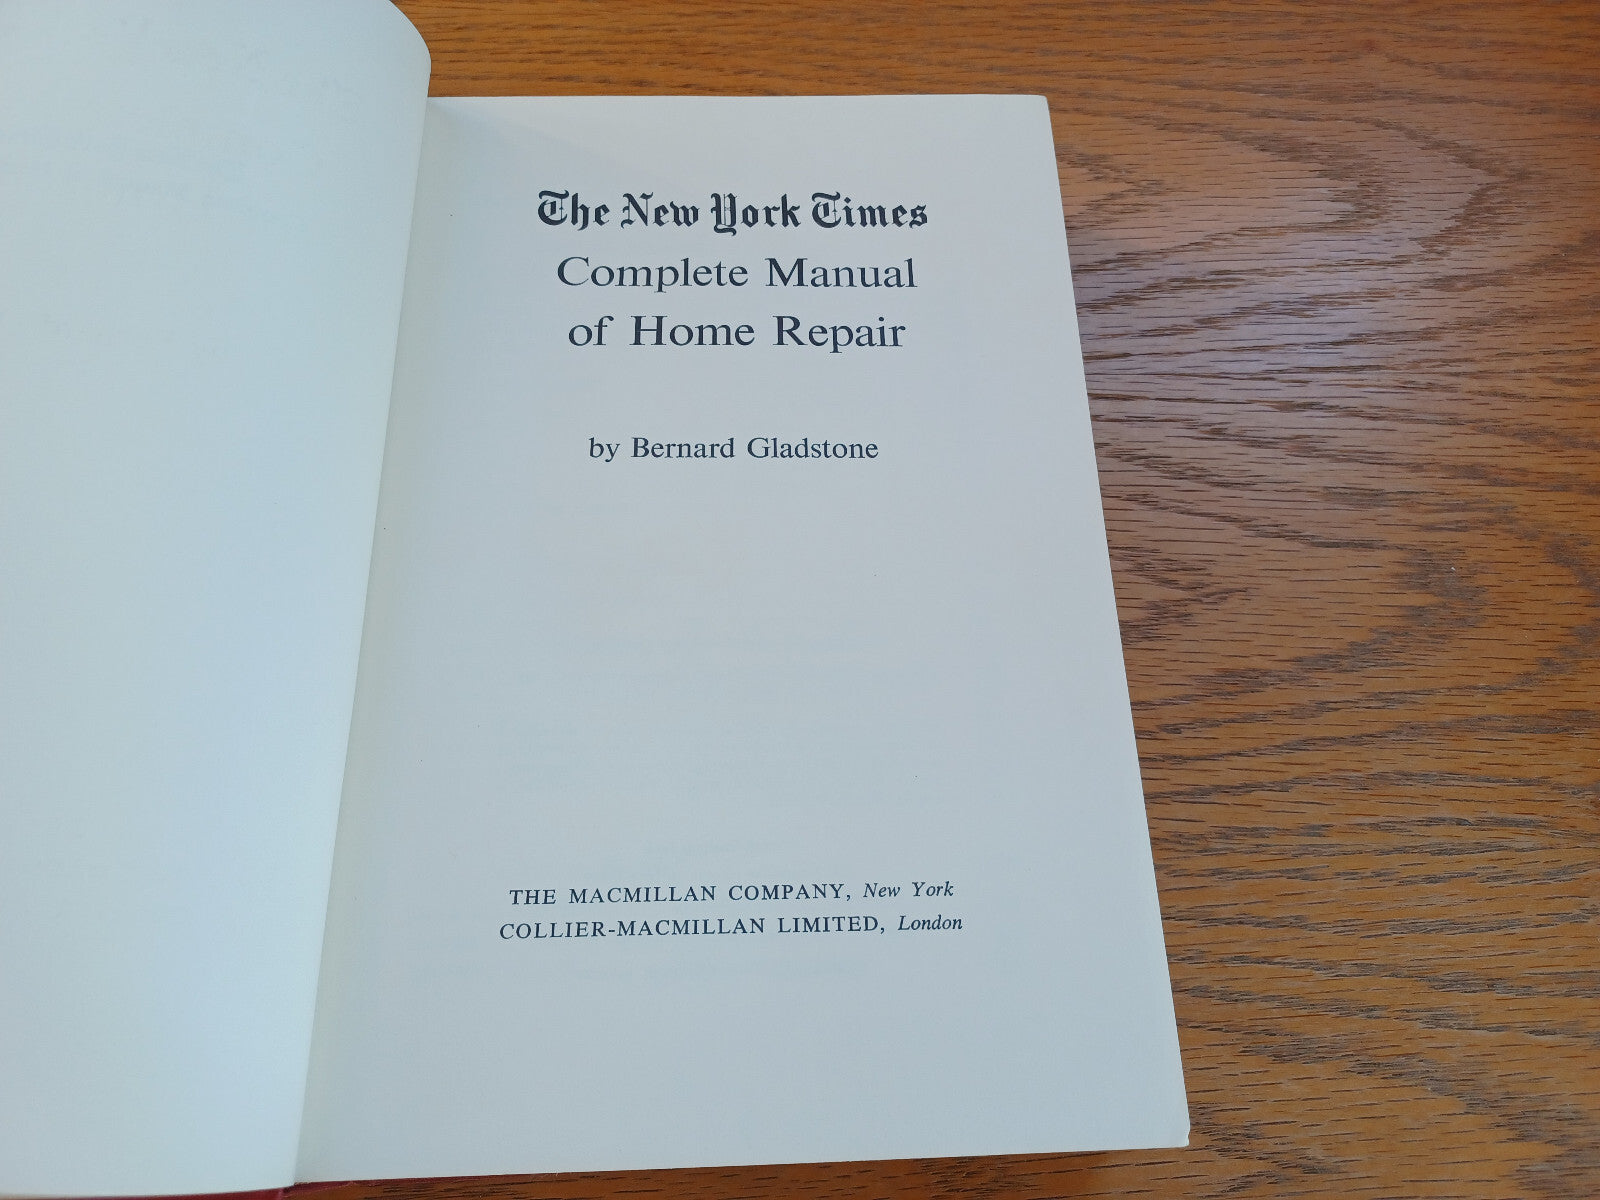 The New York Times
Complete Manual
of Home Repair
by Bernard Gladstone
THE MACMILLAN COMPANY, New York
COLLIER-MACMILLAN LIMITED, London